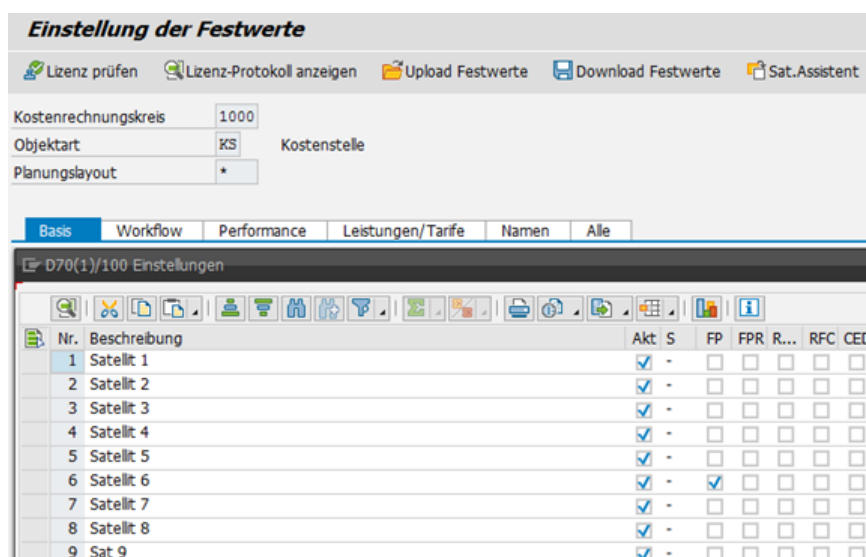 Einstellung der Festwerte
Lizenz prüfen Lizenz-Protokoll anzeigen Upload Festwerte Download Festwerte Sat.Assistent
Kostenrechnungskreis 1000
Objektart KS Kostenstelle
Planungslayout *
Basis Workflow Performance Leistungen/Tarife Namen Alle
D70(1)/100 Einstellungen
Nr. Beschreibung Akt S FP FPR R... RFC CED
1 Satellit 1 -
2 Satellit 2 -
3 Satellit 3 -
4 Satellit 4 -
5 Satellit 5 -
6 Satellit 6 -
7 Satellit 7 -
8 Satellit 8 -
9 Sat 9 -